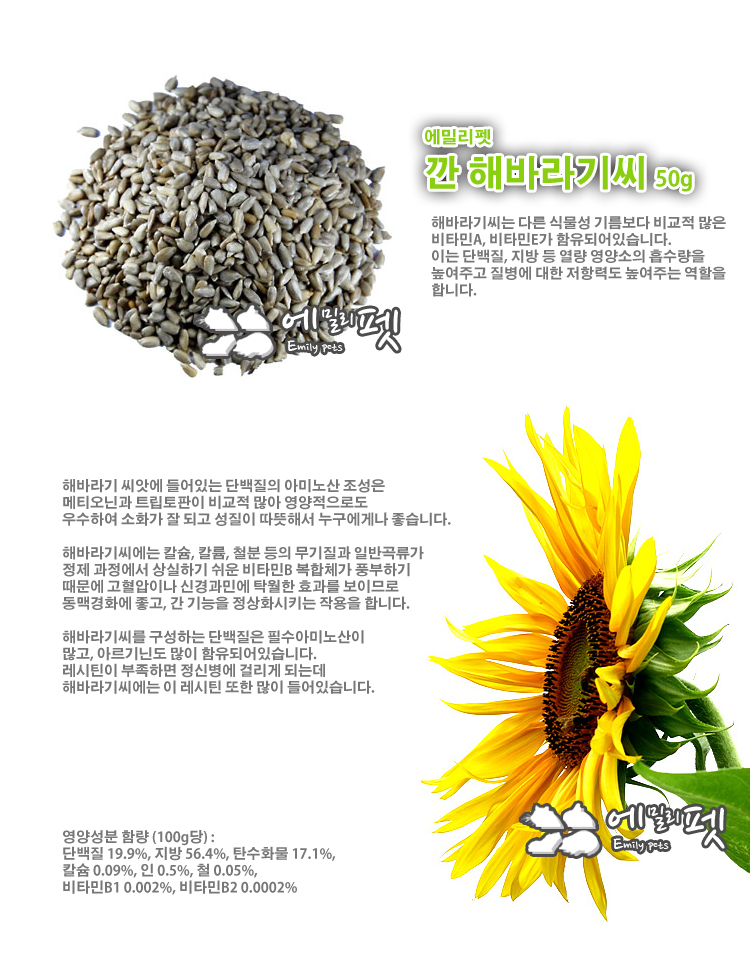 에밀리펫
깐 해바라기씨 50g
해바라기씨는 다른 식물성 기름보다 비교적 많은
비타민A, 비타민E가 함유되어있습니다.
이는 단백질, 지방 등 열량 영양소의 흡수량을
높여주고 질병에 대한 저항력도 높여주는 역할을
합니다.
에밀리펫
Emily pets
해바라기 씨앗에 들어있는 단백질의 아미노산 조성은
메티오닌과 트립토판이 비교적 많아 영양적으로도
우수하여 소화가 잘 되고 성질이 따뜻해서 누구에게나 좋습니다.
해바라기씨에는 칼슘, 칼륨, 철분 등의 무기질과 일반곡류가
정제 과정에서 상실하기 쉬운 비타민B 복합체가 풍부하기
때문에 고혈압이나 신경과민에 탁월한 효과를 보이므로
동맥경화에 좋고, 간 기능을 정상화시키는 작용을 합니다.
해바라기씨를 구성하는 단백질은 필수아미노산이
많고, 아르기닌도 많이 함유되어있습니다.
레시틴이 부족하면 정신병에 걸리게 되는데
해바라기씨에는 이 레시틴 또한 많이 들어있습니다.
에밀리펫
Emily pets
영양성분 함량 (100g당) :
단백질 19.9%, 지방 56.4%, 탄수화물 17.1%,
칼슘 0.09%, 인 0.5%, 철 0.05%,
비타민B1 0.002%, 비타민B2 0.0002%